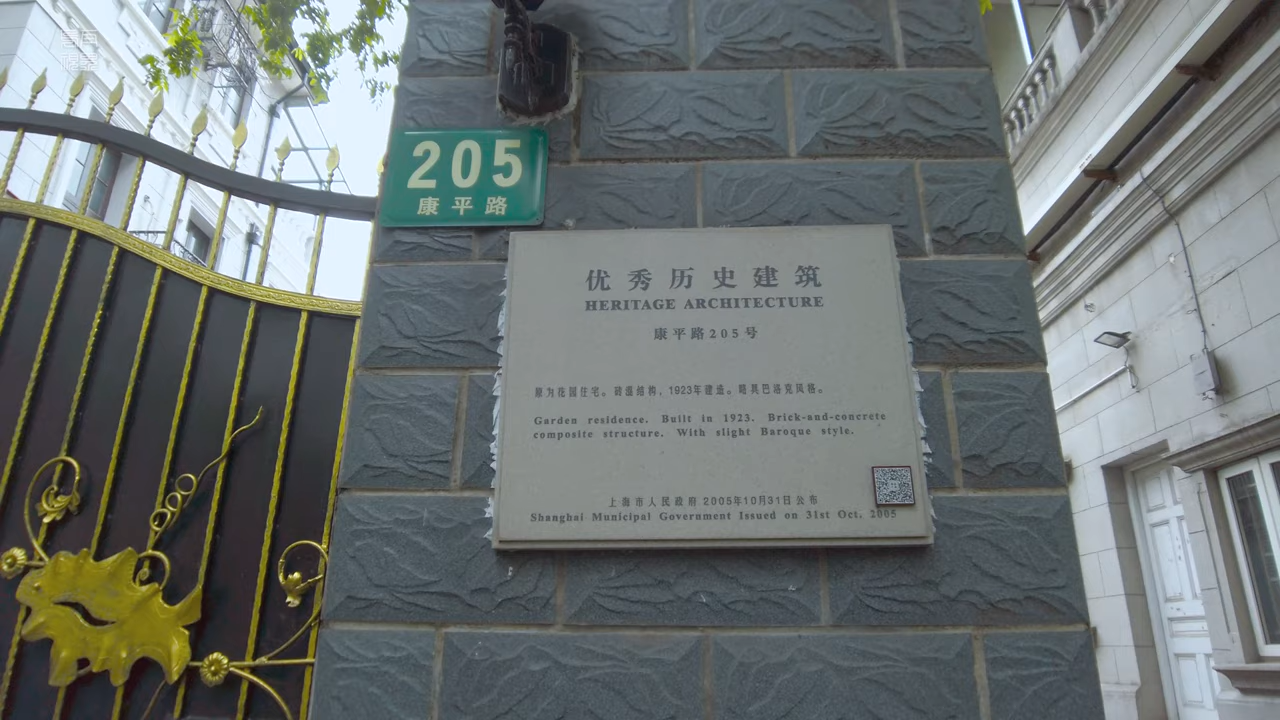 205
康平路
优秀历史建筑
HERITAGE ARCHITECTURE
康平路205号
原为花园住宅。砖混结构，1923年建造。略具巴洛克风格。
Garden residence. Built in 1923. Brick-and-concrete
composite structure. With slight Baroque style.
上海市人民政府 2005年10月31日公布
Shanghai Municipal Government Issued on 31st Oct. 2005